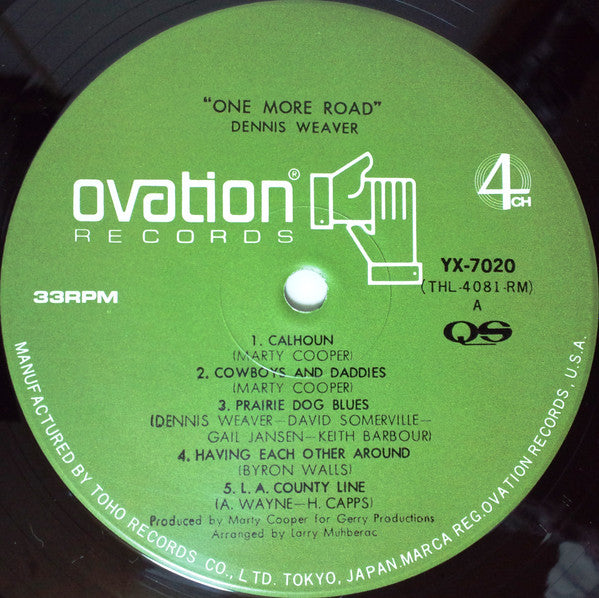 "ONE MORE ROAD"
DENNIS WEAVER
ovation®
RECORDS
4CH
33RPM
YX-7020
(THL-4081-RM)
A
QS
1. CALHOUN
(MARTY COOPER)
2. COWBOYS AND DADDIES
(MARTY COOPER)
3. PRAIRIE DOG BLUES
(DENNIS WEAVER—DAVID SOMERVILLE—
GAIL JANSEN—KEITH BARBOUR)
4. HAVING EACH OTHER AROUND
(BYRON WALLS)
5. L. A. COUNTY LINE
(A. WAYNE—H. CAPPS)
Produced by Marty Cooper for Gerry Productions
Arranged by Larry Muhberac
MANUFACTURED BY TOHO RECORDS CO., LTD. TOKYO, JAPAN. MARCA REG. OVATION RECORDS, U.S.A.